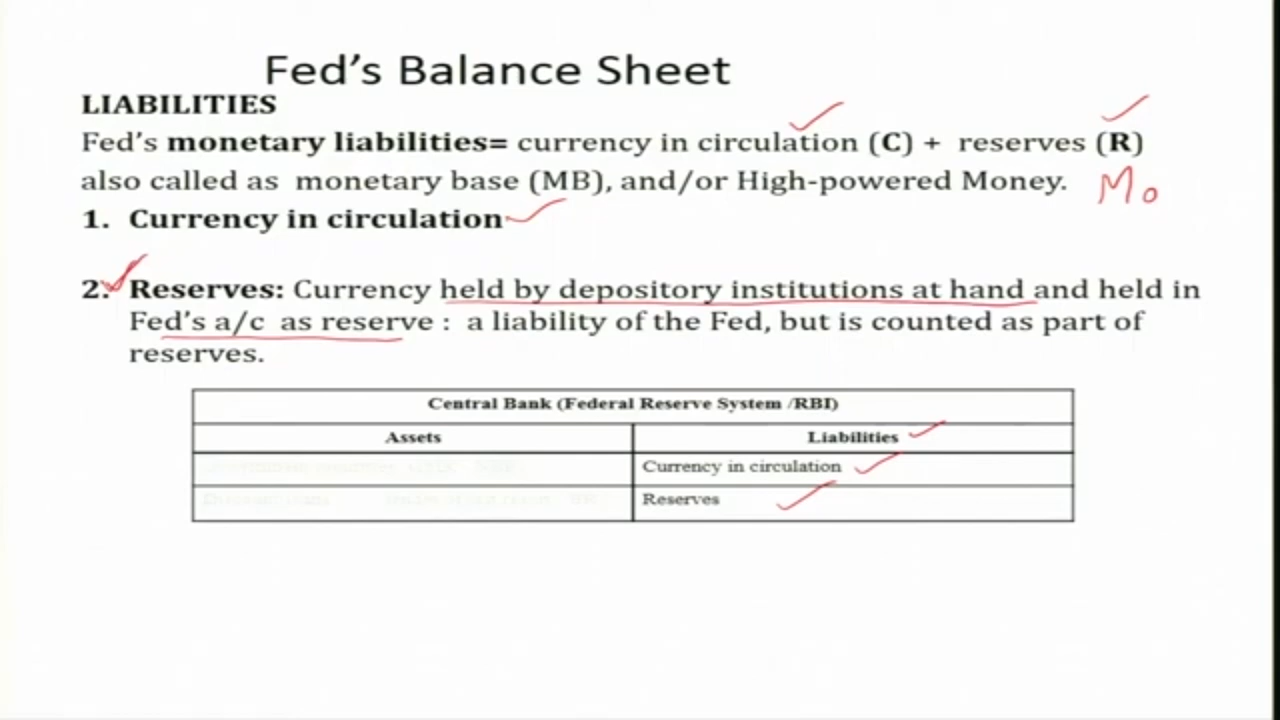 Fed's Balance Sheet
LIABILITIES
Fed's monetary liabilities= currency in circulation (C) + reserves (R)
also called as monetary base (MB), and/or High-powered Money. Mo
1. Currency in circulation
2. Reserves: Currency held by depository institutions at hand and held in
Fed's a/c as reserve : a liability of the Fed, but is counted as part of
reserves.
Central Bank (Federal Reserve System /RBI)
Assets Liabilities
Currency in circulation
Reserves